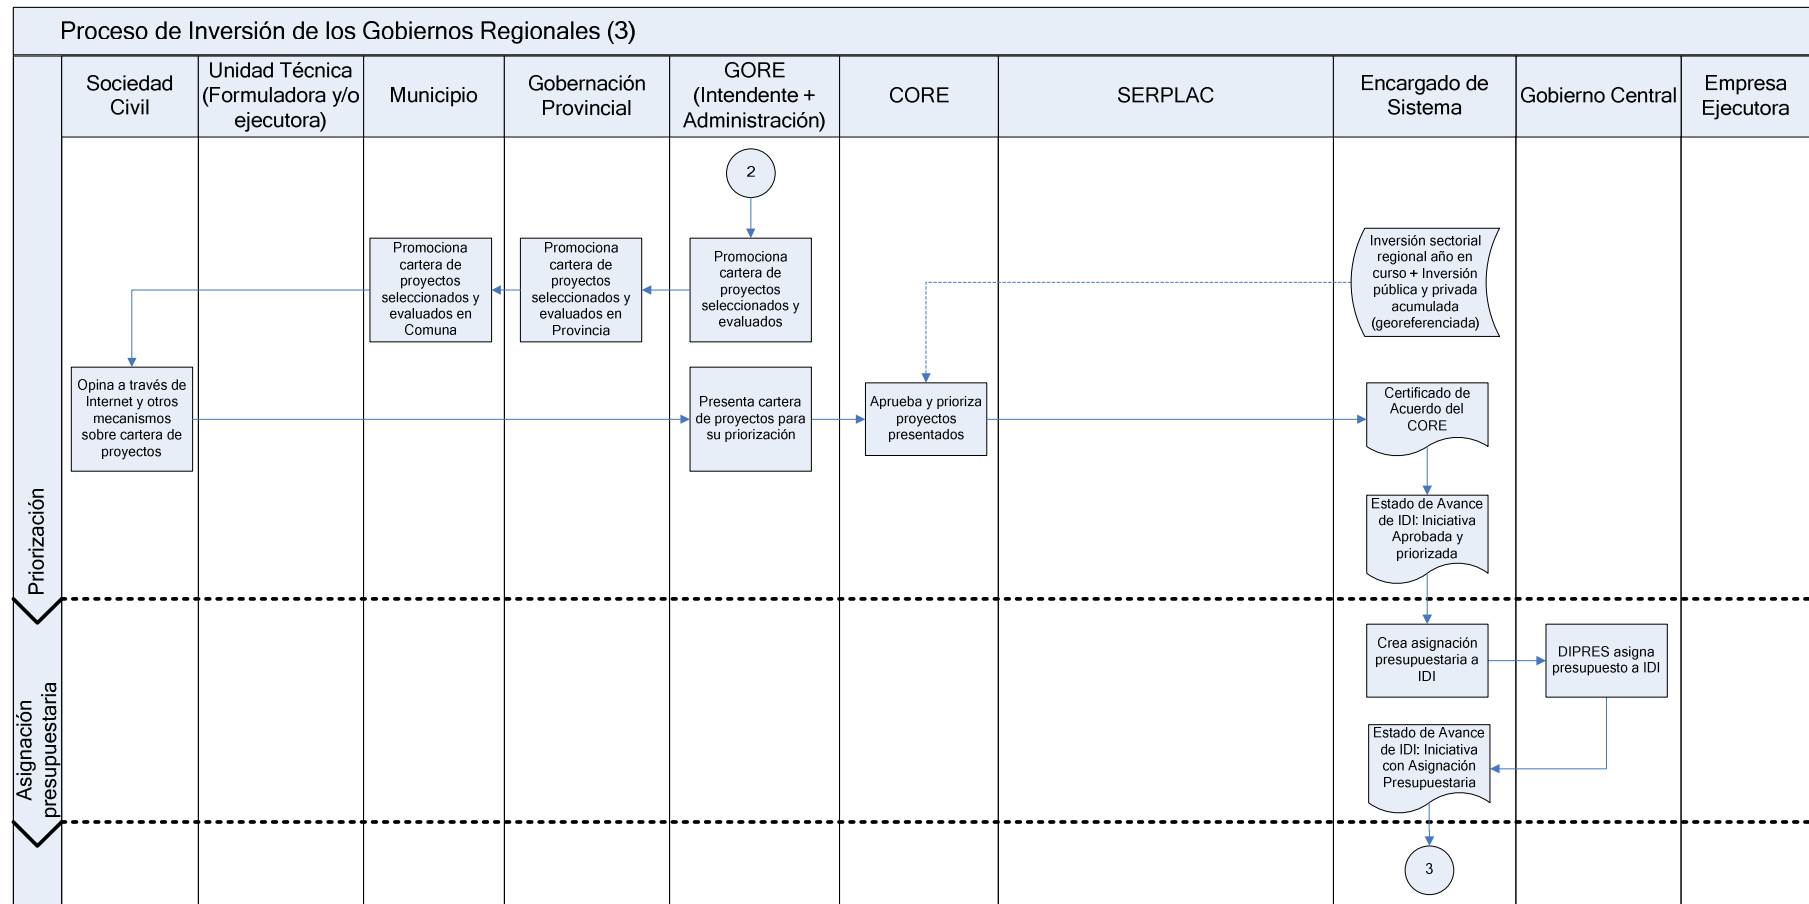 Proceso de Inversión de los Gobiernos Regionales (3)
Sociedad
Civil
Unidad Técnica
(Formuladora y/o
ejecutora)
Municipio
Gobernación
Provincial
GORE
(Intendente +
Administración)
CORE
SERPLAC
Encargado de
Sistema
Gobierno Central
Empresa
Ejecutora
Priorización
2
Promociona
cartera de
proyectos
seleccionados y
evaluados en
Comuna
Promociona
cartera de
proyectos
seleccionados y
evaluados en
Provincia
Promociona
cartera de
proyectos
seleccionados y
evaluados
Inversión sectorial
regional año en
curso + Inversión
pública y privada
acumulada
(georeferenciada)
Opina a través de
Internet y otros
mecanismos
sobre cartera de
proyectos
Presenta cartera
de proyectos para
su priorización
Aprueba y prioriza
proyectos
presentados
Certificado de
Acuerdo del
CORE
Estado de Avance
de IDI: Iniciativa
Aprobada y
priorizada
Asignación
presupuestaria
Crea asignación
presupuestaria a
IDI
DIPRES asigna
presupuesto a IDI
Estado de Avance
de IDI: Iniciativa
con Asignación
Presupuestaria
3